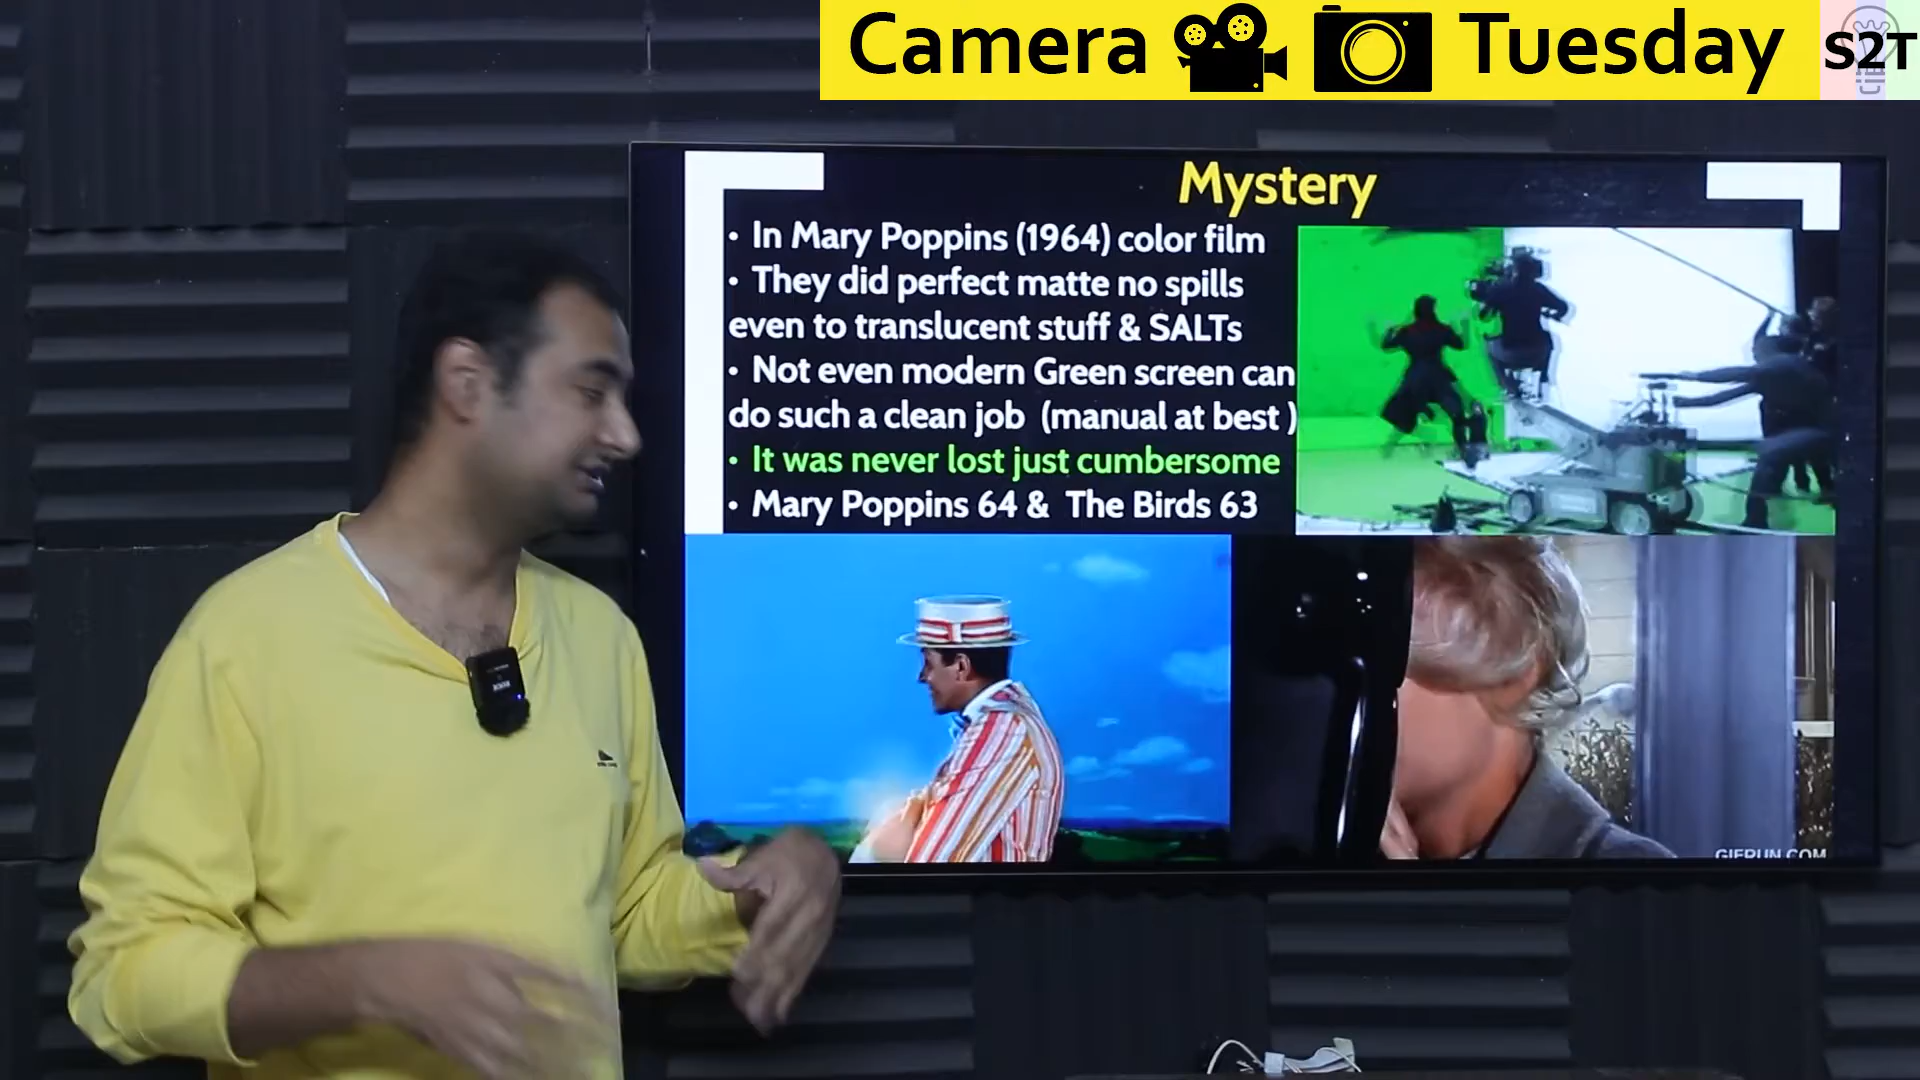 Camera Tuesday
S2T
Mystery
• In Mary Poppins (1964) color film
• They did perfect matte no spills
even to translucent stuff & SALTs
• Not even modern Green screen can
do such a clean job (manual at best )
• It was never lost just cumbersome
• Mary Poppins 64 & The Birds 63
GIFRUN.COM